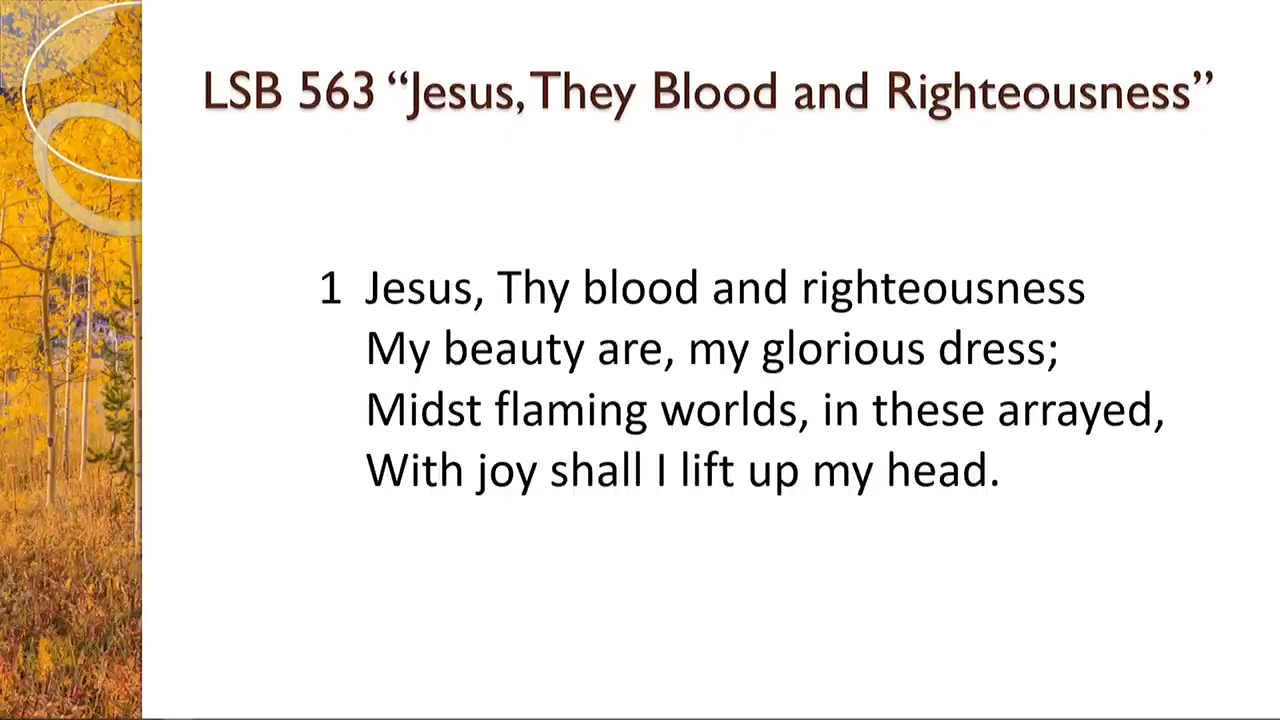 LSB 563 “Jesus, They Blood and Righteousness”
1 Jesus, Thy blood and righteousness
My beauty are, my glorious dress;
Midst flaming worlds, in these arrayed,
With joy shall I lift up my head.